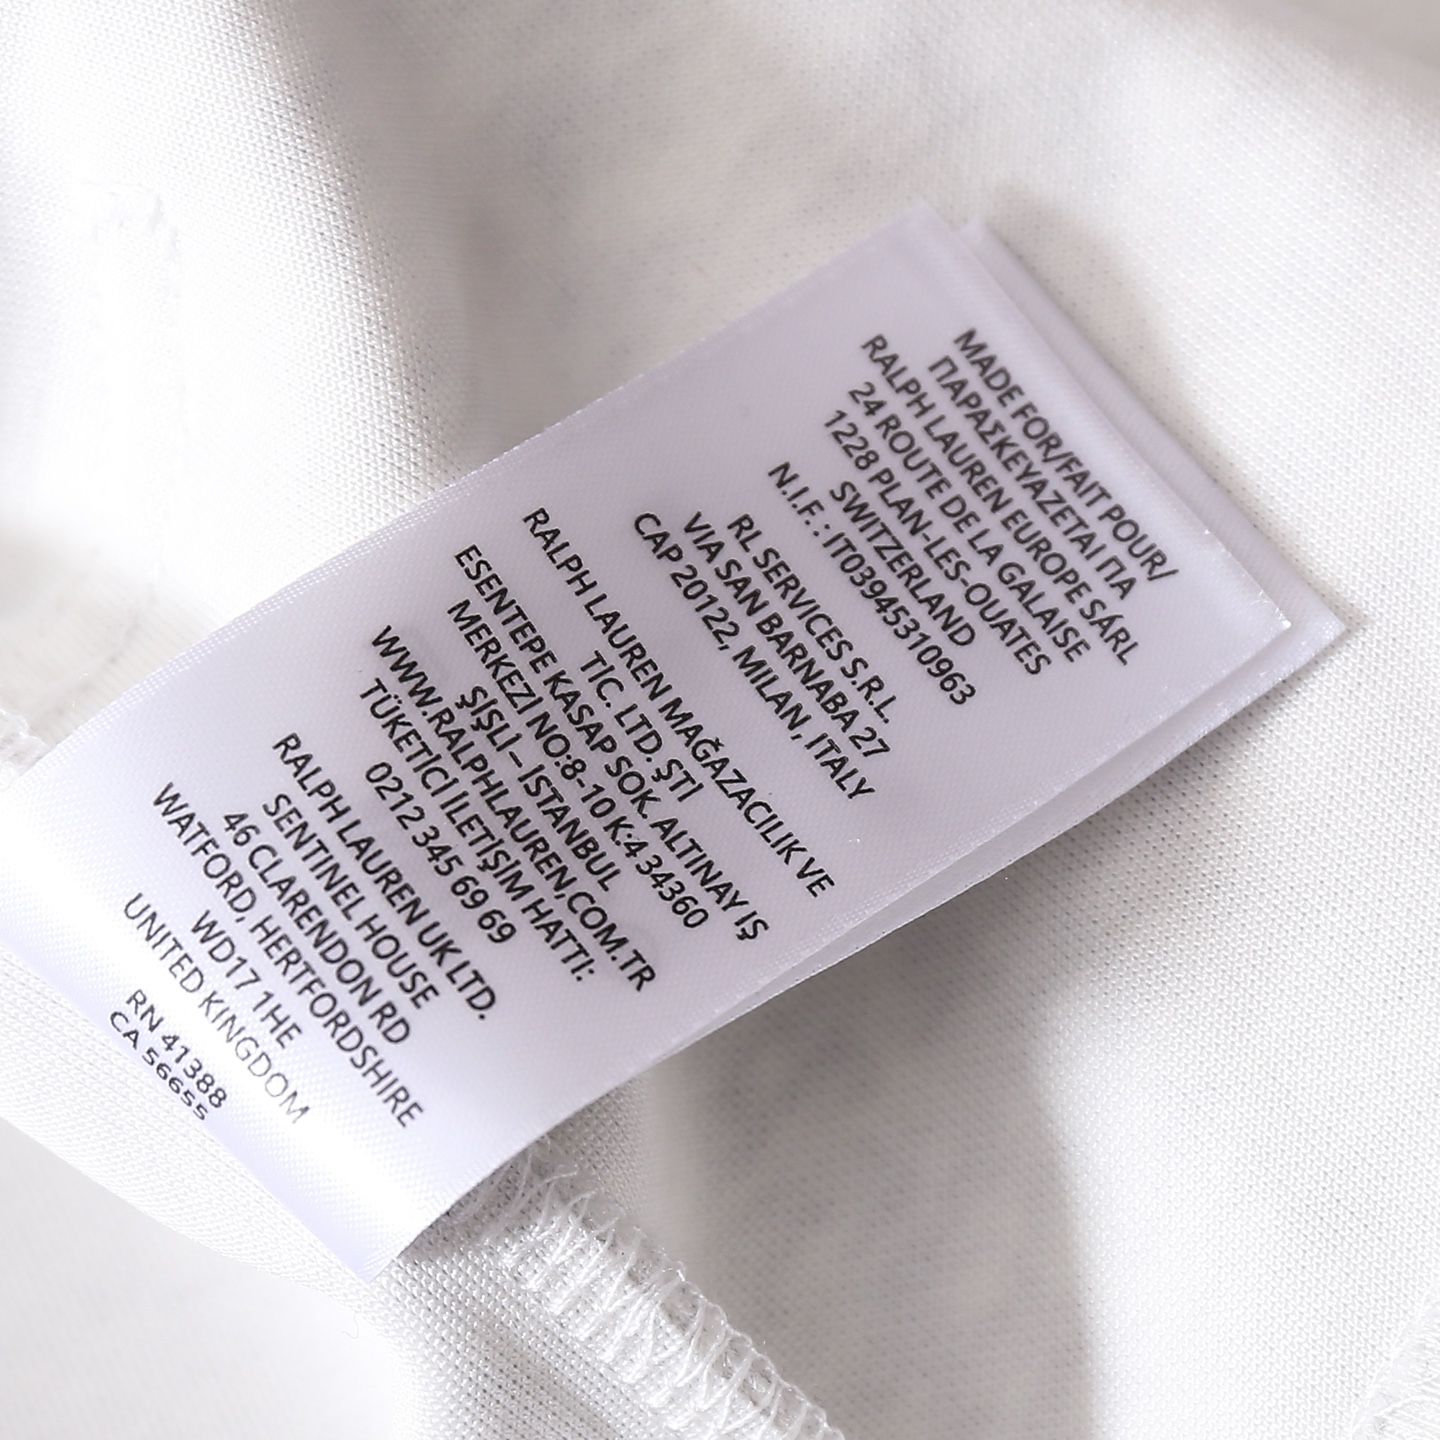 MADE FOR/FAIT POUR/
ΠΑΡΑΣΚΕΥΑΖΕΤΑΙ ΠΑ
RALPH LAUREN EUROPE SÁRL
24 ROUTE DE LA GALAISE
1228 PLAN-LES-OUATES
SWITZERLAND
N.I.F. : IT03945310963
RL SERVICES S.R.L.
VIA SAN BARNABA 27
CAP 20122, MILAN, ITALY
RALPH LAUREN MAĞAZACILIK VE
TİC. LTD. ŞTİ
ESENTEPE KASAP SOK. ALTINAY IŞ
MERKEZİ NO:8-10 K:4 34360
ŞİŞLİ – İSTANBUL
WWW.RALPHLAUREN,COM.TR
TÜKETİCİ İLETİŞİM HATTI:
0212 345 69 69
RALPH LAUREN UK LTD.
SENTINEL HOUSE
46 CLARENDON RD
WATFORD, HERTFORDSHIRE
WD17 1HE
UNITED KINGDOM
RN 41388
CA 56655